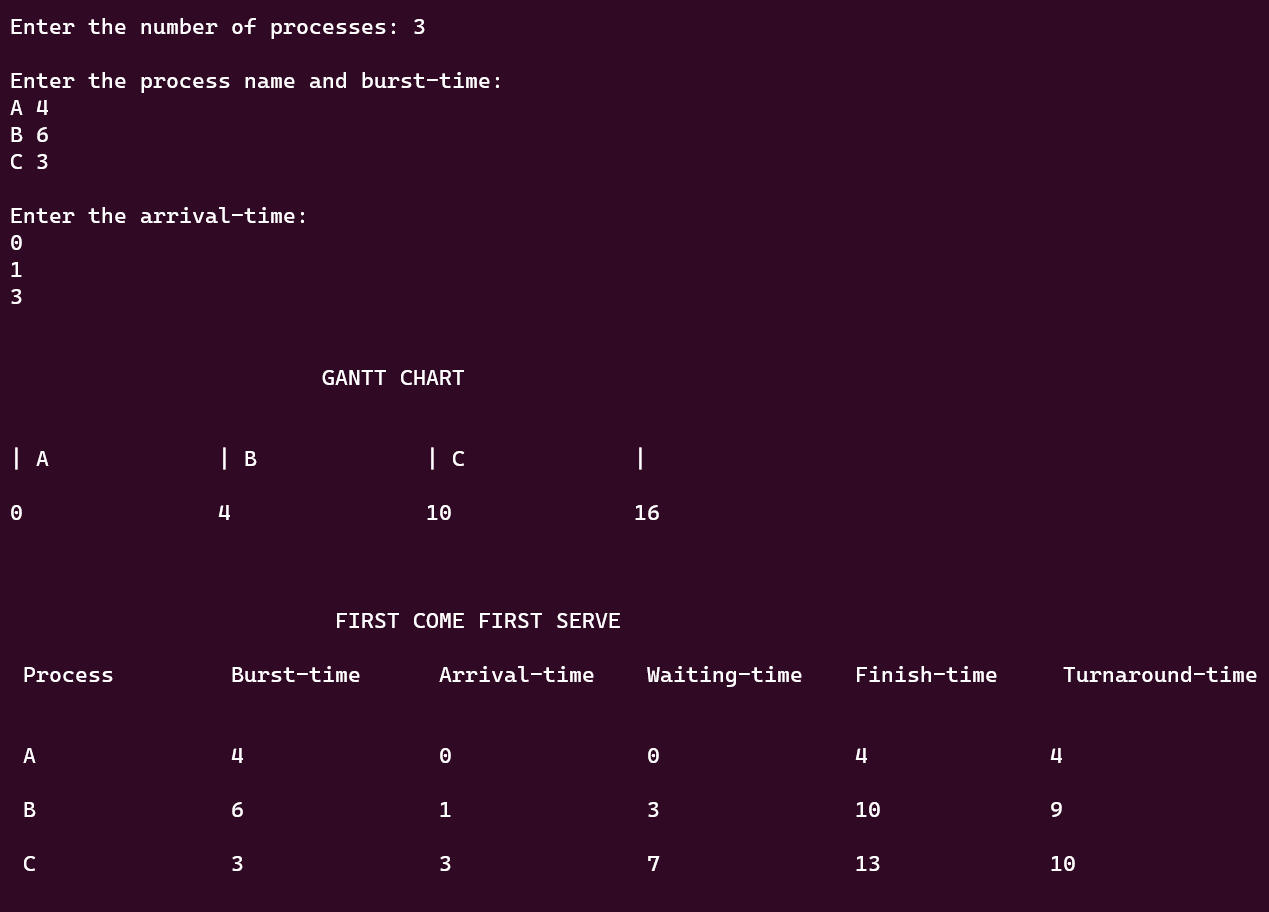 Enter the number of processes: 3
Enter the process name and burst-time:
A 4
B 6
C 3
Enter the arrival-time:
0
1
3
GANTT CHART
| A | B | C |
0 4 10 16
FIRST COME FIRST SERVE
Process Burst-time Arrival-time Waiting-time Finish-time Turnaround-time
A 4 0 0 4 4
B 6 1 3 10 9
C 3 3 7 13 10